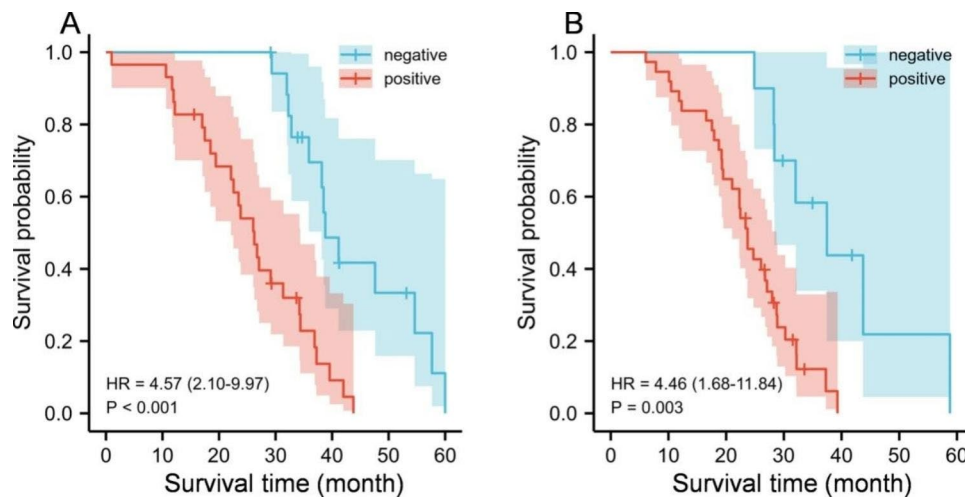 A
negative
positive
1.0
0.8
0.6
0.4
0.2
0.0
Survival probability
HR = 4.57 (2.10-9.97)
P < 0.001
0 10 20 30 40 50 60
Survival time (month)
B
negative
positive
1.0
0.8
0.6
0.4
0.2
0.0
Survival probability
HR = 4.46 (1.68-11.84)
P = 0.003
0 10 20 30 40 50 60
Survival time (month)